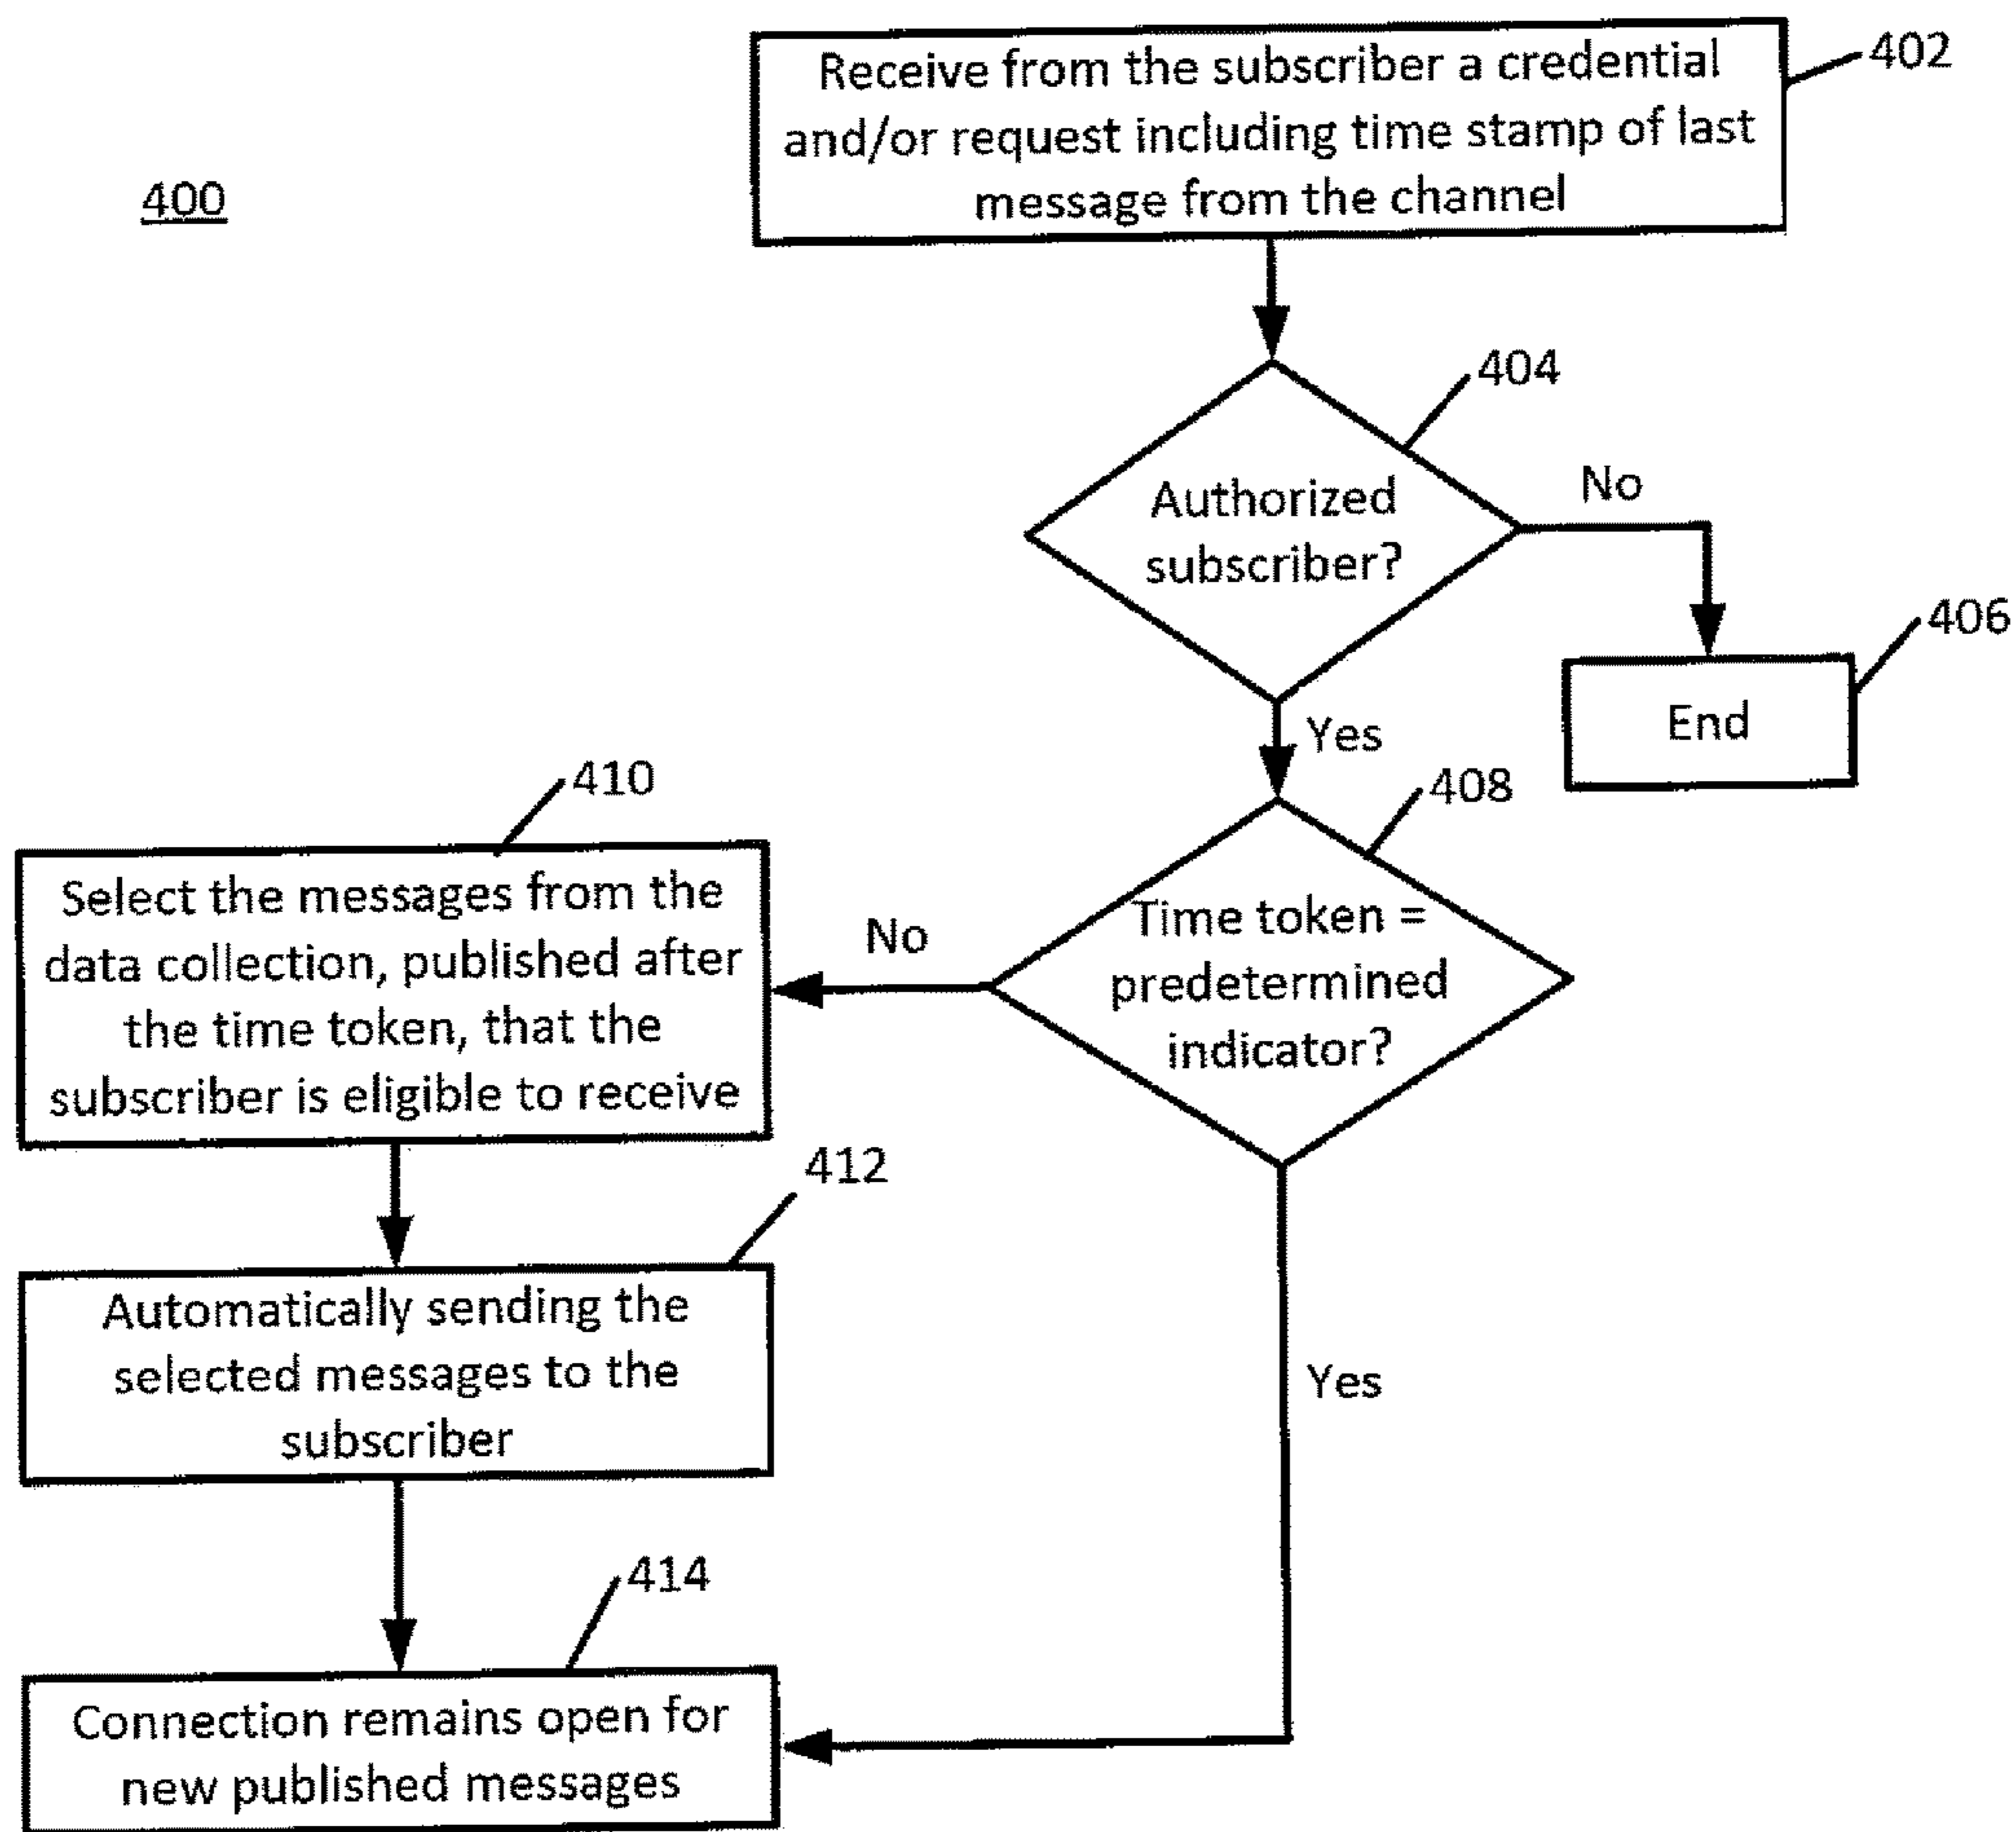 400
402
Receive from the subscriber a credential
and/or request including time stamp of last
message from the channel
404
Authorized
subscriber?
No
406
End
Yes
408
Time token =
predetermined
indicator?
No
410
Select the messages from the
data collection, published after
the time token, that the
subscriber is eligible to receive
412
Automatically sending the
selected messages to the
subscriber
Yes
414
Connection remains open for
new published messages